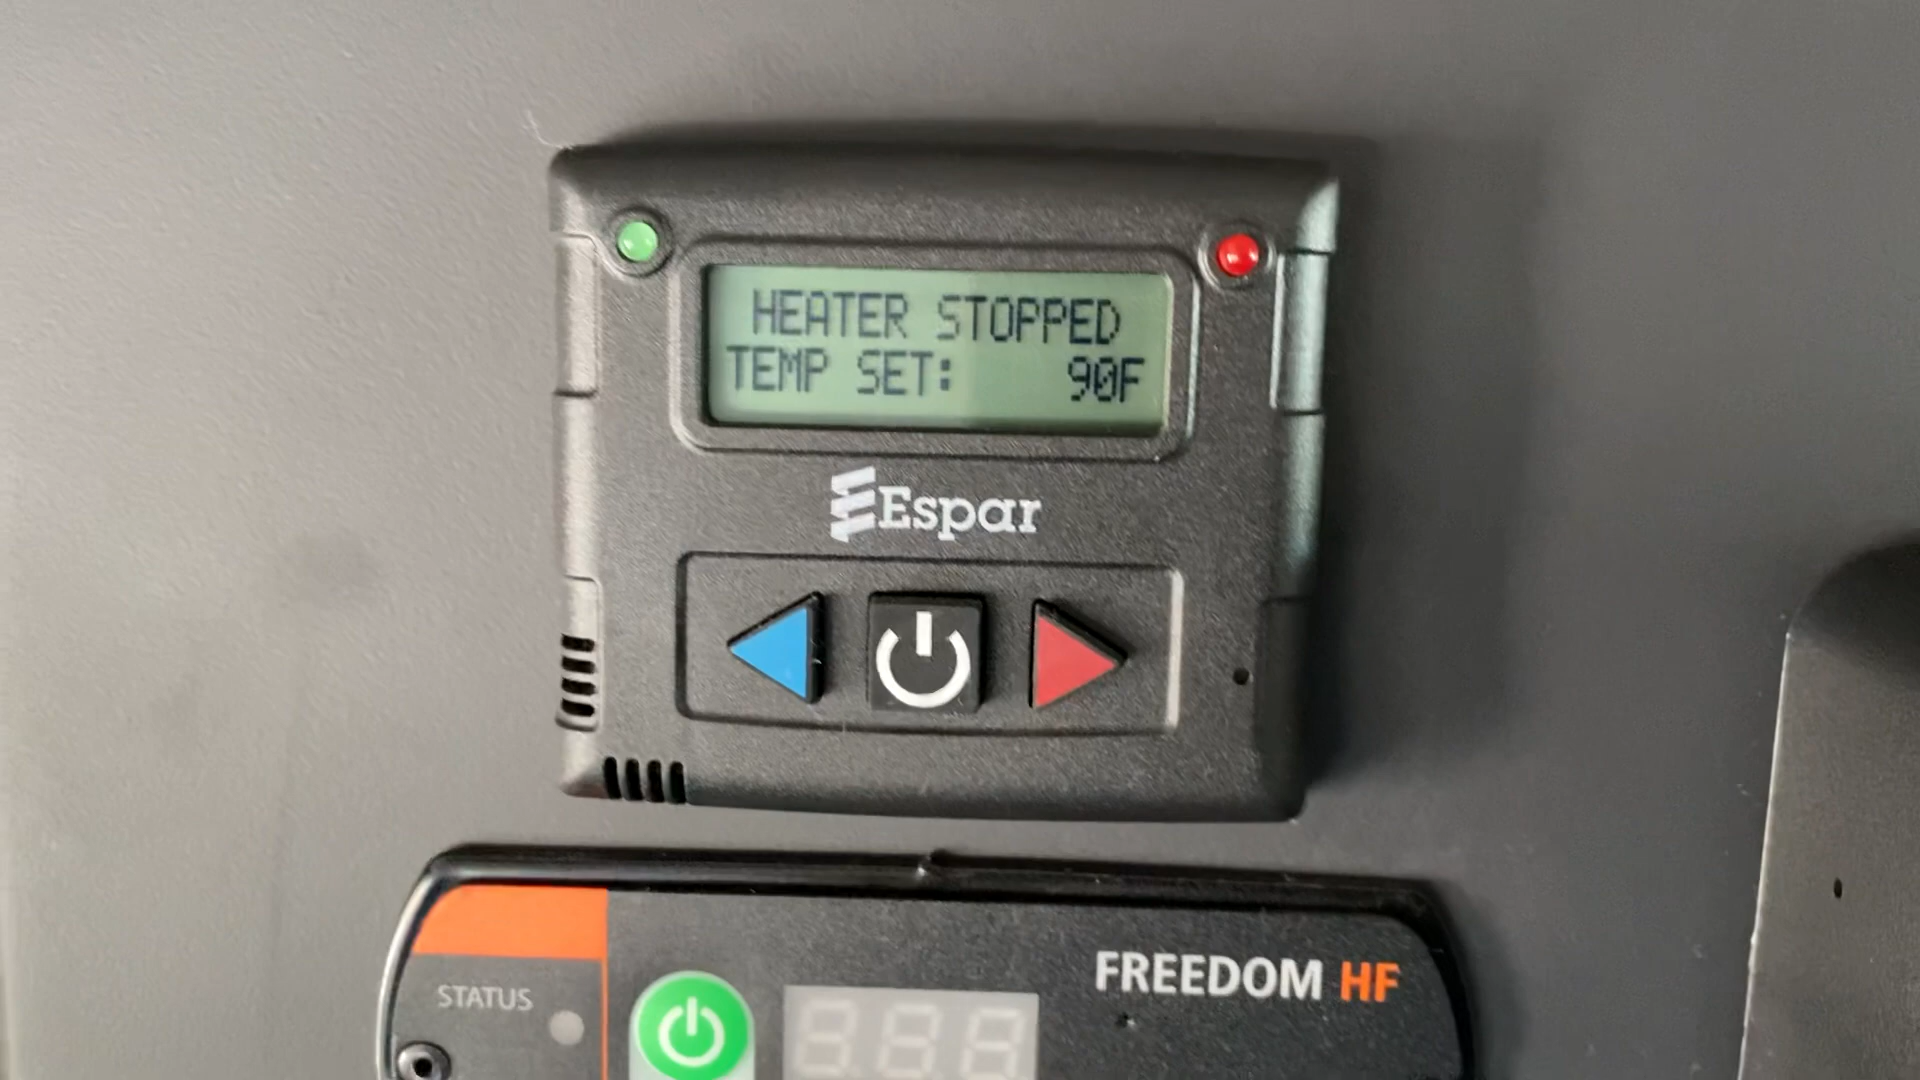 HEATER STOPPED
TEMP SET: 90F
Espar
FREEDOM HF
STATUS